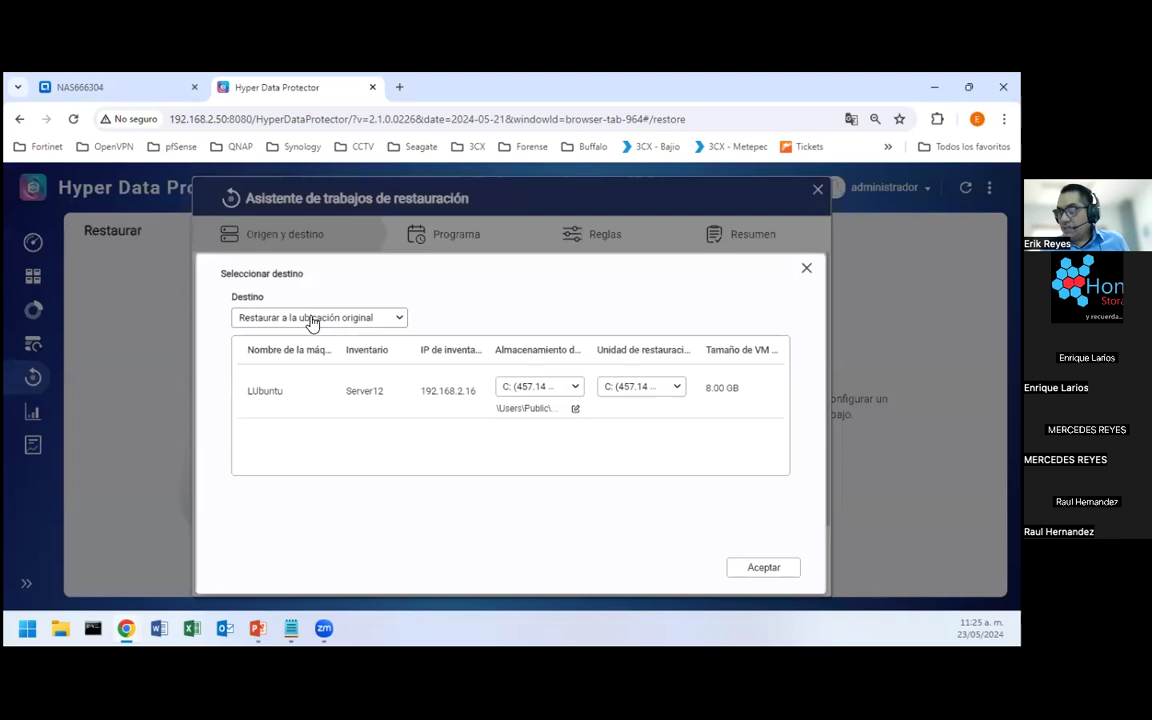 NAS666304
Hyper Data Protector
No seguro
192.168.2.50:8080/HyperDataProtector/?v=2.1.0.0226&date=2024-05-21&windowId=browser-tab-964#/restore
E
Fortinet
OpenVPN
pfSense
QNAP
Synology
CCTV
Seagate
3CX
Forense
Buffalo
3CX - Bajio
3CX - Metepec
Tickets
»
Todos los favoritos
Hyper Data Pro
administrador
Asistente de trabajos de restauración
Restaurar
Origen y destino
Programa
Reglas
Resumen
Seleccionar destino
Destino
Restaurar a la ubicación original
Nombre de la máq...
Inventario
IP de inventa...
Almacenamiento d...
Unidad de restauraci...
Tamaño de VM ...
LUbuntu
Server12
192.168.2.16
C: (457.14 ...
C: (457.14 ...
8.00 GB
\Users\Public\...
onfigurar un
bajo.
Aceptar
11:25 a. m.
23/05/2024
Erik Reyes
Hon
Stora
y recuerda..
Enrique Larios
Enrique Larios
MERCEDES REYES
MERCEDES REYES
Raul Hernandez
Raul Hernandez